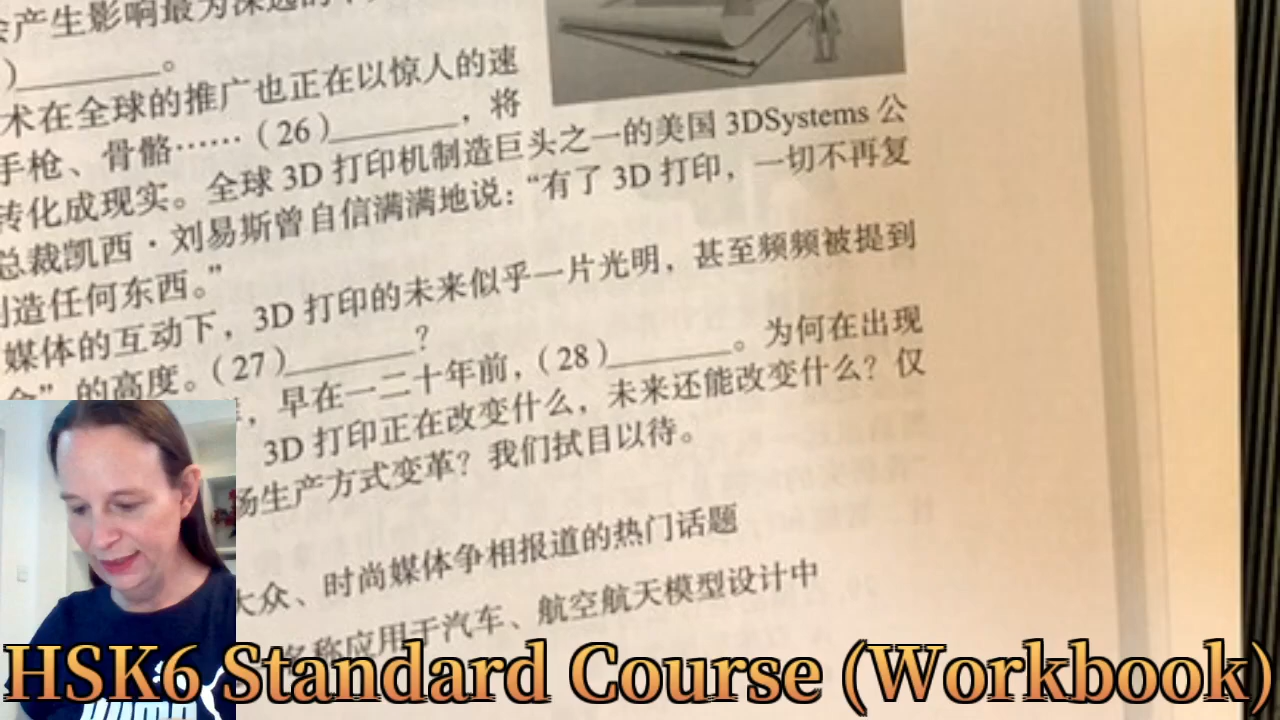 产生影响最为深远的
)________。
术在全球的推广也正在以惊人的速
手枪、骨骼……(26)________，将
转化成现实。全球 3D 打印机制造巨头之一的美国 3DSystems 公
总裁凯西·刘易斯曾自信满满地说：“有了 3D 打印，一切不再复
制造任何东西。”
媒体的互动下，3D 打印的未来似乎一片光明，甚至频频被提到
”的高度。(27)________？
，早在一二十年前，(28)________。为何在出现
3D 打印正在改变什么，未来还能改变什么？仅
场生产方式变革？我们拭目以待。
大众、时尚媒体争相报道的热门话题
名称应用于汽车、航空航天模型设计中
HSK6 Standard Course (Workbook)